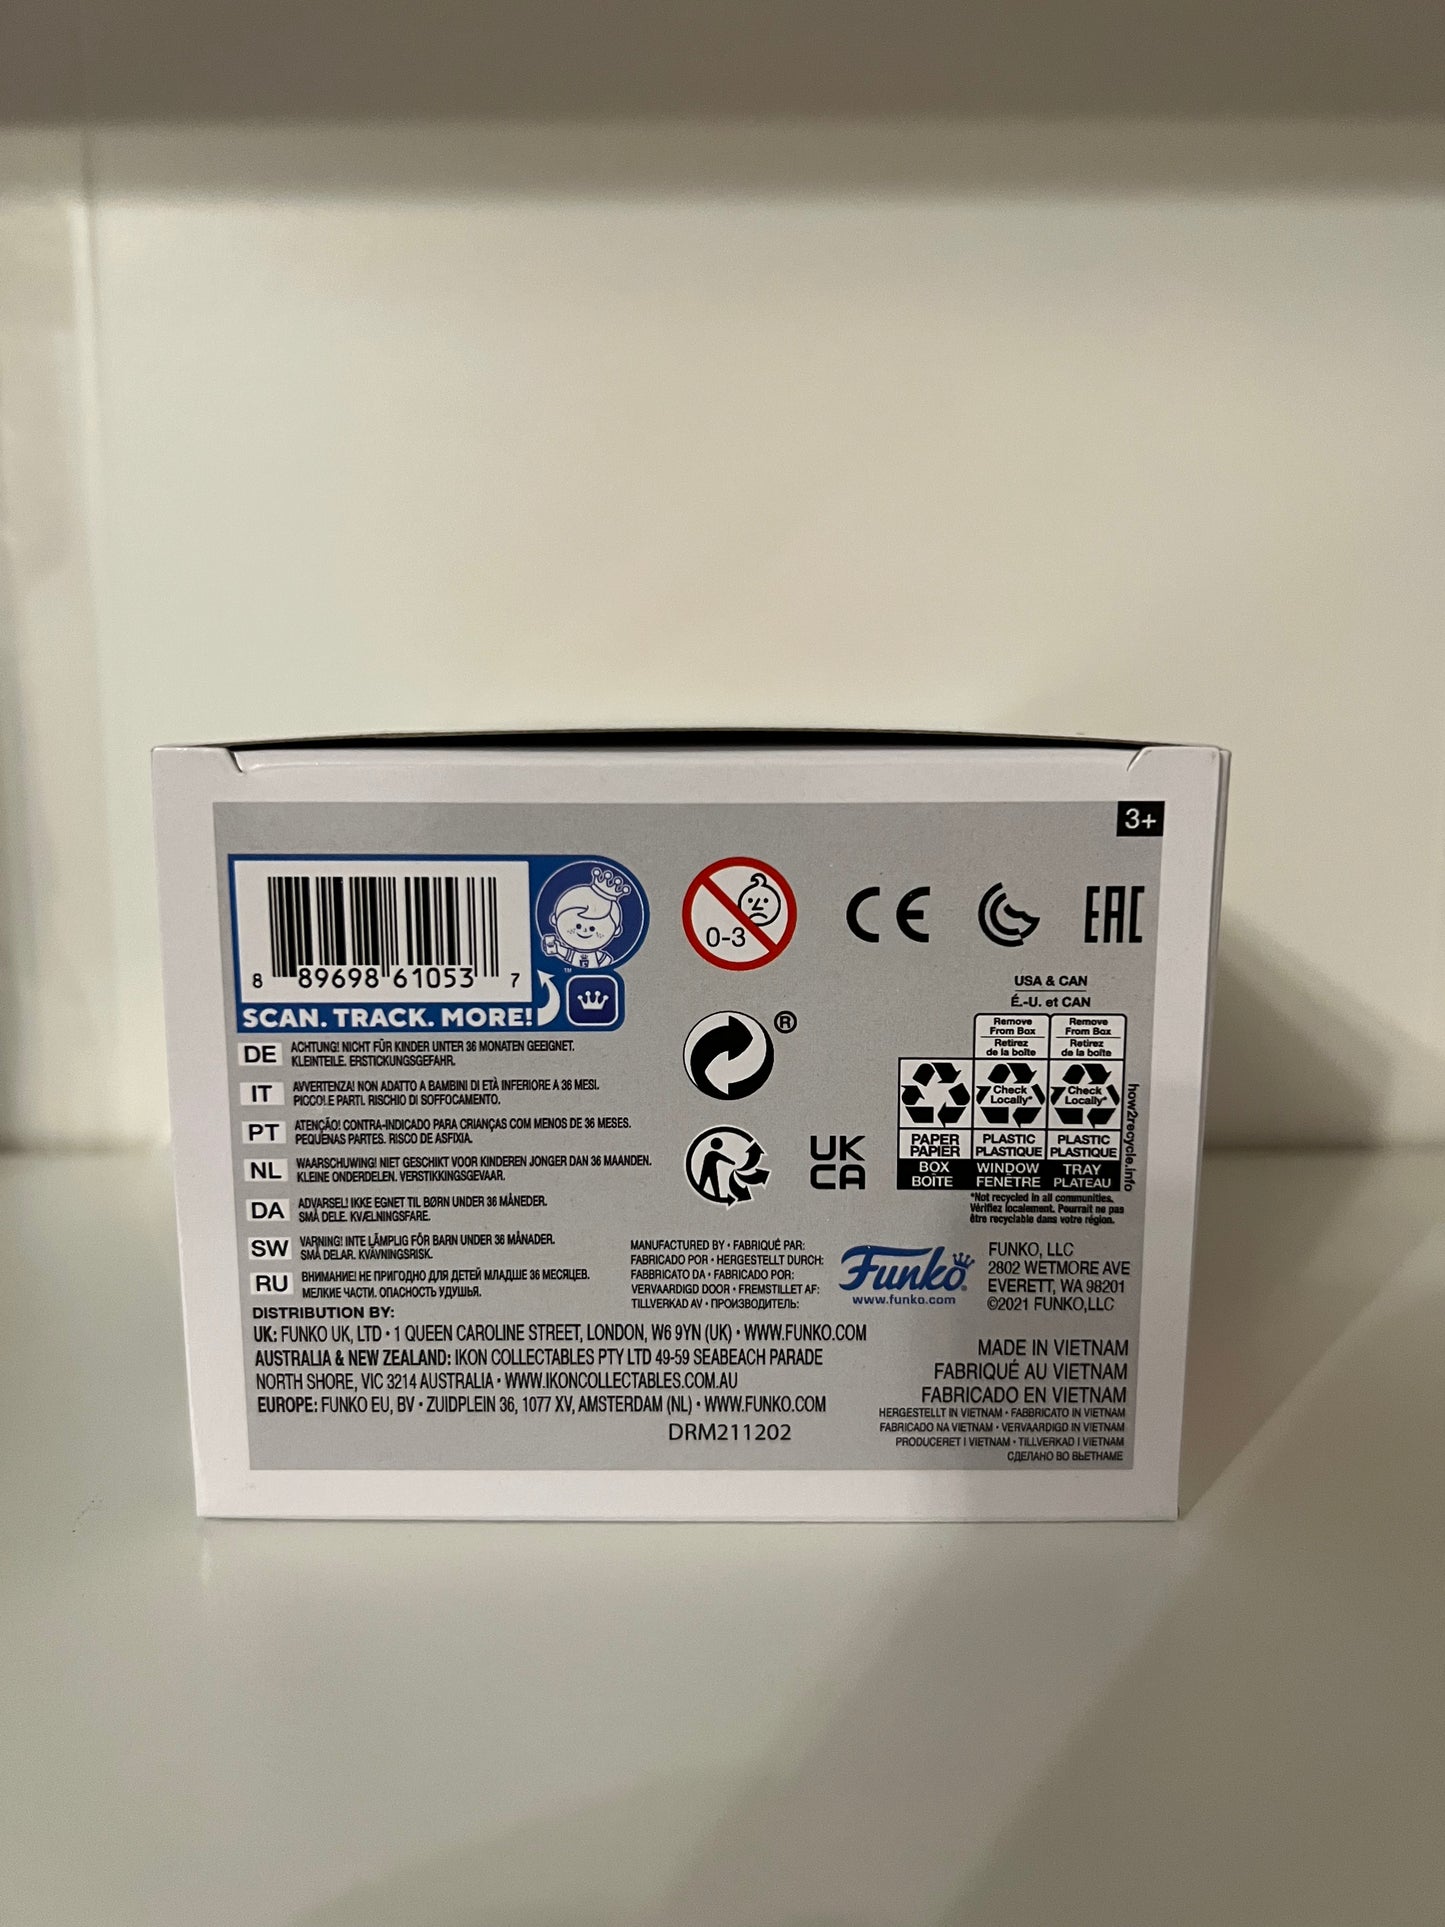 3+
8 89698 61053 7
SCAN. TRACK. MORE!
TM
0-3
CE
EAC
®
UK
CA
USA & CAN
É.-U. et CAN
Remove From Box
Retirez de la boîte
Remove From Box
Retirez de la boîte
Check Locally*
Check Locally*
PAPER
PAPIER
BOX
BOÎTE
PLASTIC
PLASTIQUE
WINDOW
FENÊTRE
PLASTIC
PLASTIQUE
TRAY
PLATEAU
how2recycle.info
*Not recycled in all communities.
Vérifiez localement. Pourrait ne pas
être recyclable dans votre région.
DE ACHTUNG! NICHT FÜR KINDER UNTER 36 MONATEN GEEIGNET.
KLEINTEILE. ERSTICKUNGSGEFAHR.
IT AVVERTENZA! NON ADATTO A BAMBINI DI ETÀ INFERIORE A 36 MESI.
PICCOLE PARTI. RISCHIO DI SOFFOCAMENTO.
PT ATENÇÃO! CONTRA-INDICADO PARA CRIANÇAS COM MENOS DE 36 MESES.
PEQUENAS PARTES. RISCO DE ASFIXIA.
NL WAARSCHUWING! NIET GESCHIKT VOOR KINDEREN JONGER DAN 36 MAANDEN.
KLEINE ONDERDELEN. VERSTIKKINGSGEVAAR.
DA ADVARSEL! IKKE EGNET TIL BØRN UNDER 36 MÅNEDER.
SMÅ DELE. KVÆLNINGSFARE.
SW VARNING! INTE LÄMPLIG FÖR BARN UNDER 36 MÅNADER.
SMÅ DELAR. KVÄVNINGSRISK.
RU ВНИМАНИЕ! НЕ ПРИГОДНО ДЛЯ ДЕТЕЙ МЛАДШЕ 36 МЕСЯЦЕВ.
МЕЛКИЕ ЧАСТИ. ОПАСНОСТЬ УДУШЬЯ.
MANUFACTURED BY • FABRIQUÉ PAR:
FABRICADO POR • HERGESTELLT DURCH:
FABBRICATO DA • FABRICADO POR:
VERVAARDIGD DOOR • FREMSTILLET AF:
TILLVERKAD AV • ПРОИЗВОДИТЕЛЬ:
Funko®
www.funko.com
FUNKO, LLC
2802 WETMORE AVE
EVERETT, WA 98201
©2021 FUNKO,LLC
DISTRIBUTION BY:
UK: FUNKO UK, LTD • 1 QUEEN CAROLINE STREET, LONDON, W6 9YN (UK) • WWW.FUNKO.COM
AUSTRALIA & NEW ZEALAND: IKON COLLECTABLES PTY LTD 49-59 SEABEACH PARADE
NORTH SHORE, VIC 3214 AUSTRALIA • WWW.IKONCOLLECTABLES.COM.AU
EUROPE: FUNKO EU, BV • ZUIDPLEIN 36, 1077 XV, AMSTERDAM (NL) • WWW.FUNKO.COM
DRM211202
MADE IN VIETNAM
FABRIQUÉ AU VIETNAM
FABRICADO EN VIETNAM
HERGESTELLT IN VIETNAM • FABBRICATO IN VIETNAM
FABRICADO NA VIETNAM • VERVAARDIGD IN VIETNAM
PRODUCERET I VIETNAM • TILLVERKAD I VIETNAM
СДЕЛАНО ВО ВЬЕТНАМЕ